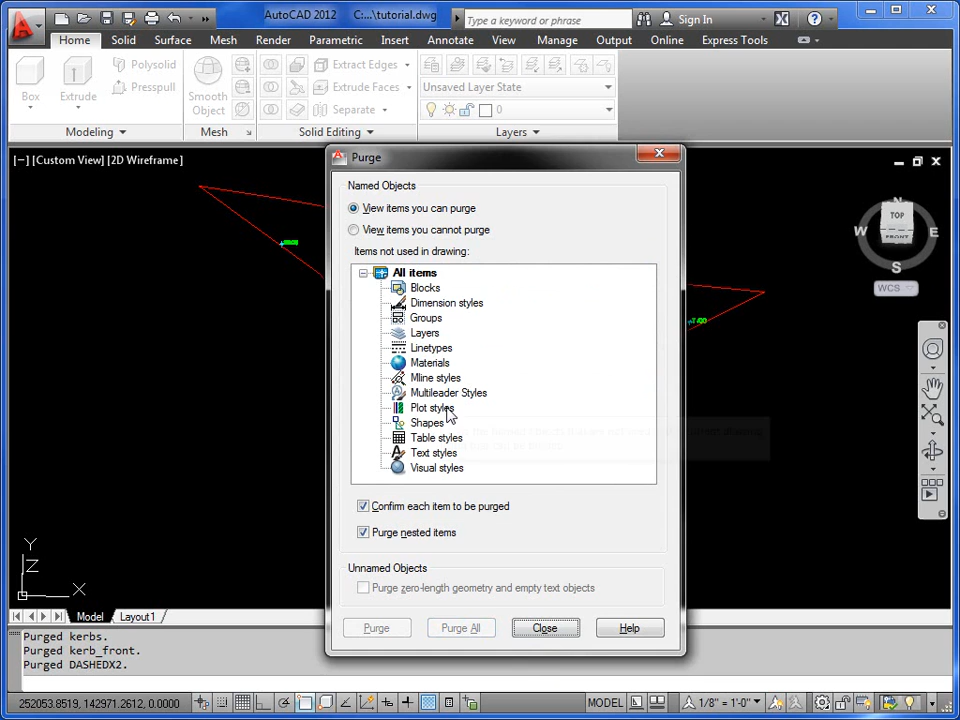 AutoCAD 2012 C:...\tutorial.dwg
Type a keyword or phrase
Sign In
Home Solid Surface Mesh Render Parametric Insert Annotate View Manage Output Online Express Tools
Box
Extrude
Polysolid
Presspull
Smooth
Object
Extract Edges
Extrude Faces
Separate
Unsaved Layer State
0
Modeling
Mesh
Solid Editing
Layers
[−] [Custom View] [2D Wireframe]
N
W
TOP
FRONT
E
S
WCS
Purge
Named Objects
View items you can purge
View items you cannot purge
Items not used in drawing:
All items
Blocks
Dimension styles
Groups
Layers
Linetypes
Materials
Mline styles
Multileader Styles
Plot styles
Shapes
Table styles
Text styles
Visual styles
Confirm each item to be purged
Purge nested items
Unnamed Objects
Purge zero-length geometry and empty text objects
Purge
Purge All
Close
Help
Y
Z
X
Model
Layout1
Purged kerbs.
Purged kerb_front.
Purged DASHEDX2.
252053.8519, 142971.2612, 0.0000
MODEL
1/8" = 1'-0"